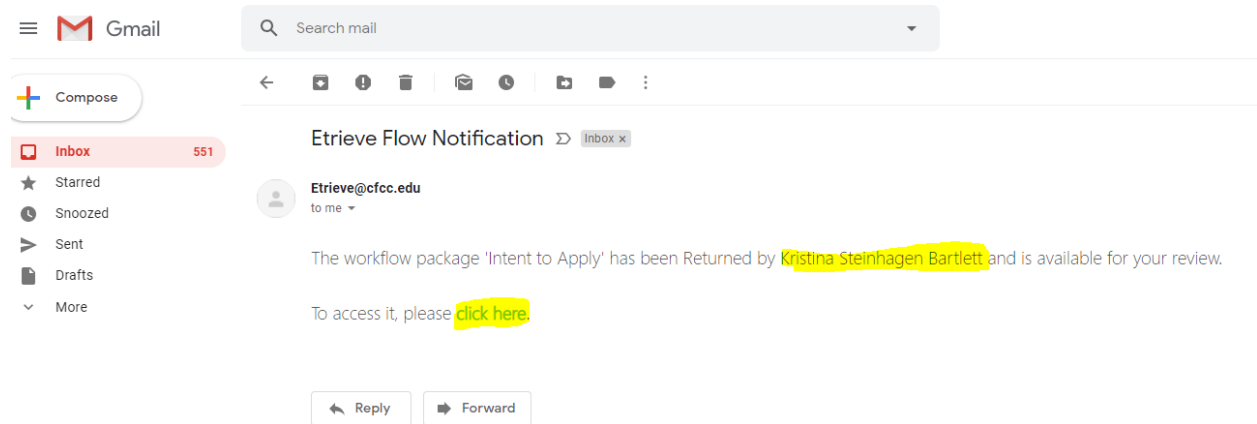 Gmail
Search mail
Compose
Inbox 551
Starred
Snoozed
Sent
Drafts
More
Etrieve Flow Notification Inbox x
Etrieve@cfcc.edu
to me
The workflow package 'Intent to Apply' has been Returned by Kristina Steinhagen Bartlett and is available for your review.
To access it, please click here.
Reply Forward